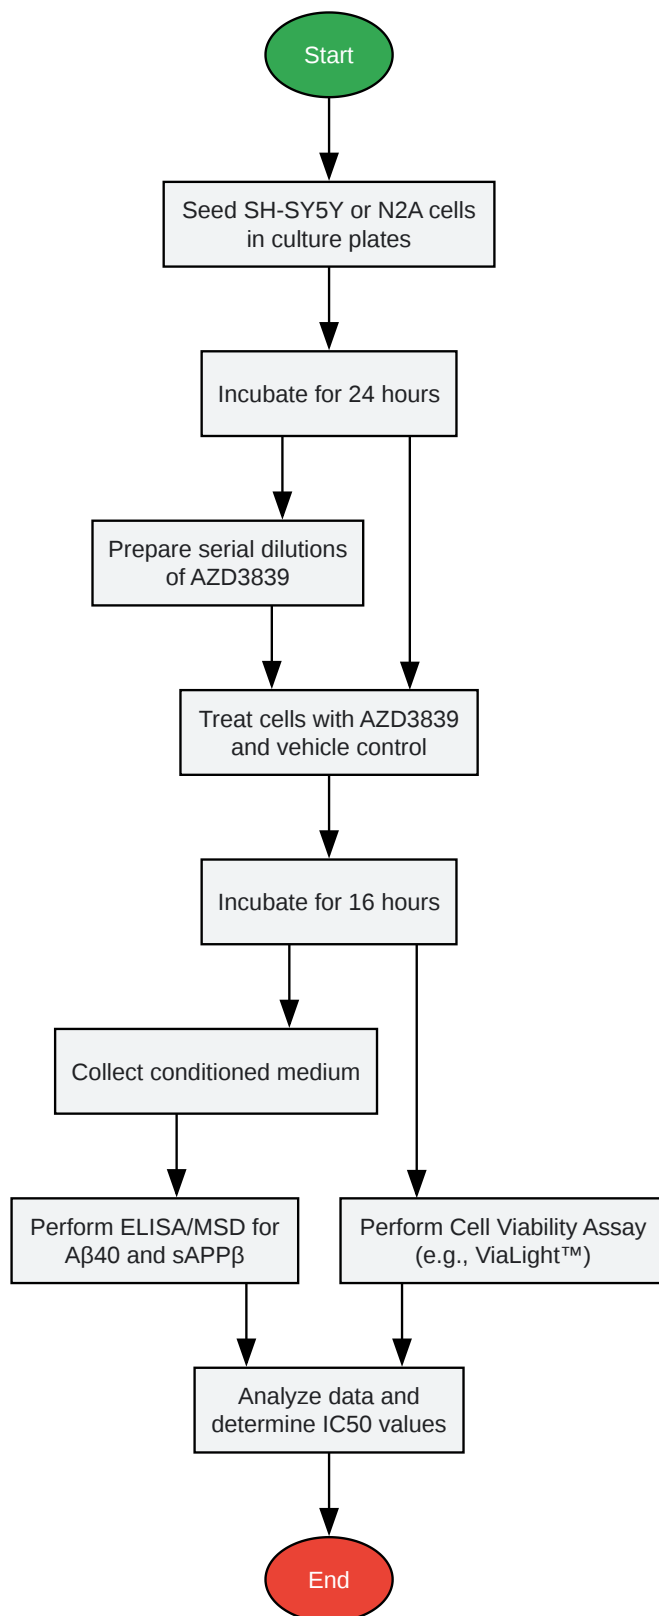 Start
Seed SH-SY5Y or N2A cells
in culture plates
Incubate for 24 hours
Prepare serial dilutions
of AZD3839
Treat cells with AZD3839
and vehicle control
Incubate for 16 hours
Collect conditioned medium
Perform ELISA/MSD for
Aβ40 and sAPPβ
Perform Cell Viability Assay
(e.g., ViaLight™)
Analyze data and
determine IC50 values
End